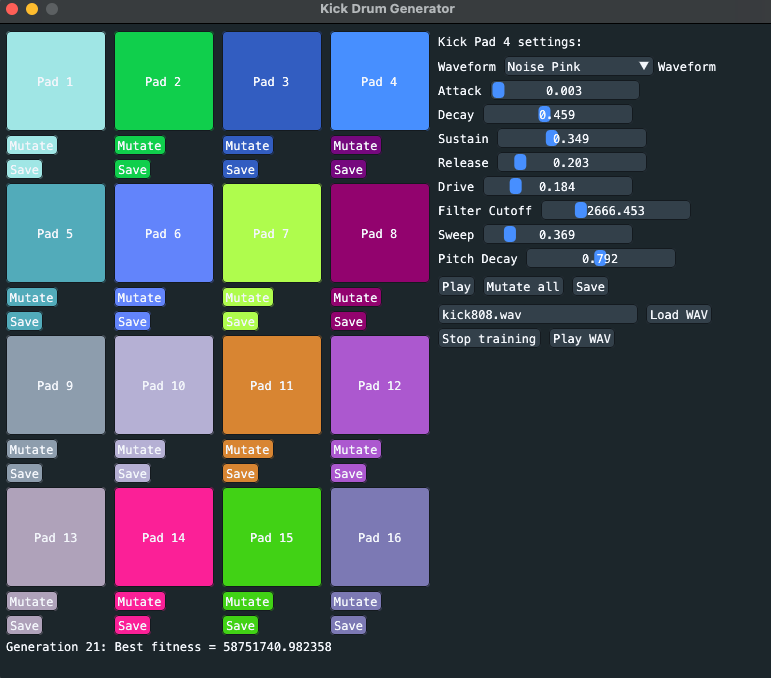 Kick Drum Generator
Pad 1 Pad 2 Pad 3 Pad 4
Mutate Mutate Mutate Mutate
Save Save Save Save
Pad 5 Pad 6 Pad 7 Pad 8
Mutate Mutate Mutate Mutate
Save Save Save Save
Pad 9 Pad 10 Pad 11 Pad 12
Mutate Mutate Mutate Mutate
Save Save Save Save
Pad 13 Pad 14 Pad 15 Pad 16
Mutate Mutate Mutate Mutate
Save Save Save Save
Kick Pad 4 settings:
Waveform Noise Pink Waveform
Attack 0.003
Decay 0.459
Sustain 0.349
Release 0.203
Drive 0.184
Filter Cutoff 2666.453
Sweep 0.369
Pitch Decay 0.792
Play Mutate all Save
kick808.wav Load WAV
Stop training Play WAV
Generation 21: Best fitness = 58751740.982358